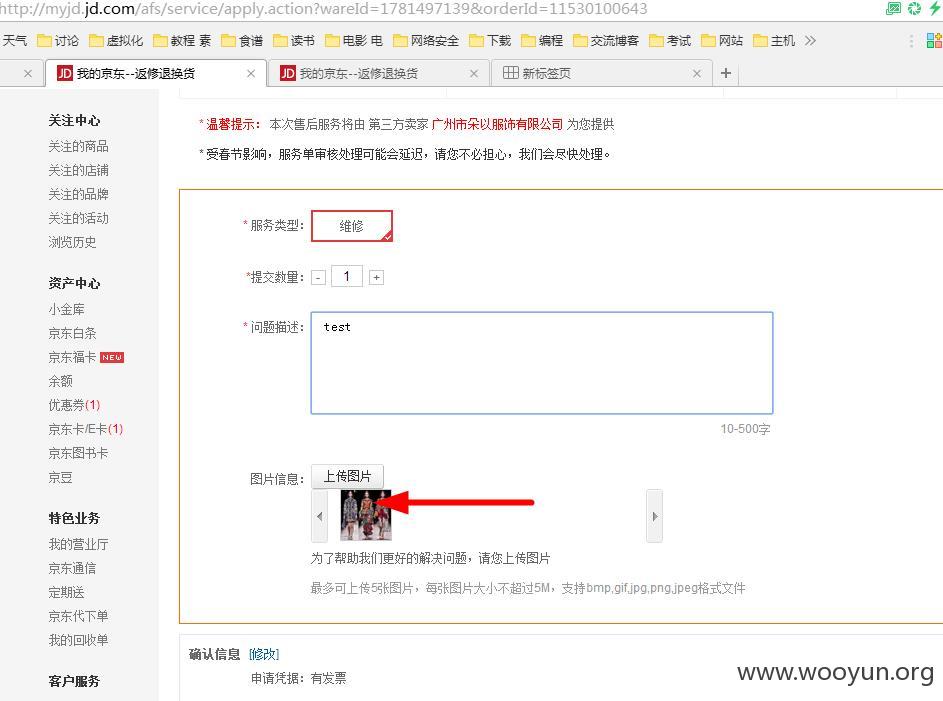 http://myjd.jd.com/afs/service/apply.action?wareId=1781497139&orderId=11530100643
天气 讨论 虚拟化 教程 素 食谱 读书 电影 电 网络安全 下载 编程 交流博客 考试 网站 主机 »
× JD 我的京东--返修退换货 × JD 我的京东--返修退换货 × 新标签页 × +
关注中心
关注的商品
关注的店铺
关注的品牌
关注的活动
浏览历史
资产中心
小金库
京东白条
京东福卡 NEW
余额
优惠券(1)
京东卡/E卡(1)
京东图书卡
京豆
特色业务
我的营业厅
京东通信
定期送
京东代下单
我的回收单
客户服务
*温馨提示： 本次售后服务将由 第三方卖家 广州市朵以服饰有限公司 为您提供
*受春节影响，服务单审核处理可能会延迟，请您不必担心，我们会尽快处理。
*服务类型： 维修
*提交数量： - 1 +
*问题描述： test
10-500字
图片信息： 上传图片
为了帮助我们更好的解决问题，请您上传图片
最多可上传5张图片，每张图片大小不超过5M，支持bmp,gif,jpg,png,jpeg格式文件
确认信息 [修改]
申请凭据：有发票
www.wooyun.org